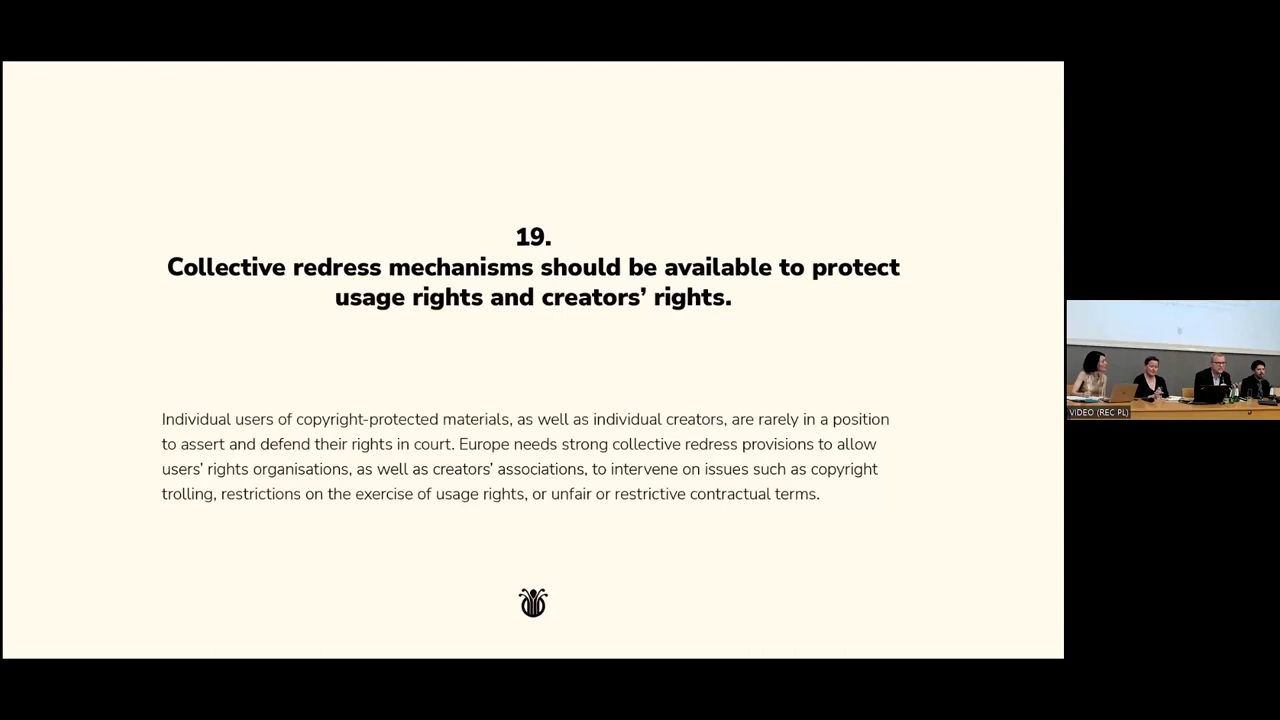 19.
Collective redress mechanisms should be available to protect
usage rights and creators’ rights.
Individual users of copyright-protected materials, as well as individual creators, are rarely in a position
to assert and defend their rights in court. Europe needs strong collective redress provisions to allow
users’ rights organisations, as well as creators’ associations, to intervene on issues such as copyright
trolling, restrictions on the exercise of usage rights, or unfair or restrictive contractual terms.
VIDEO (REC PL)